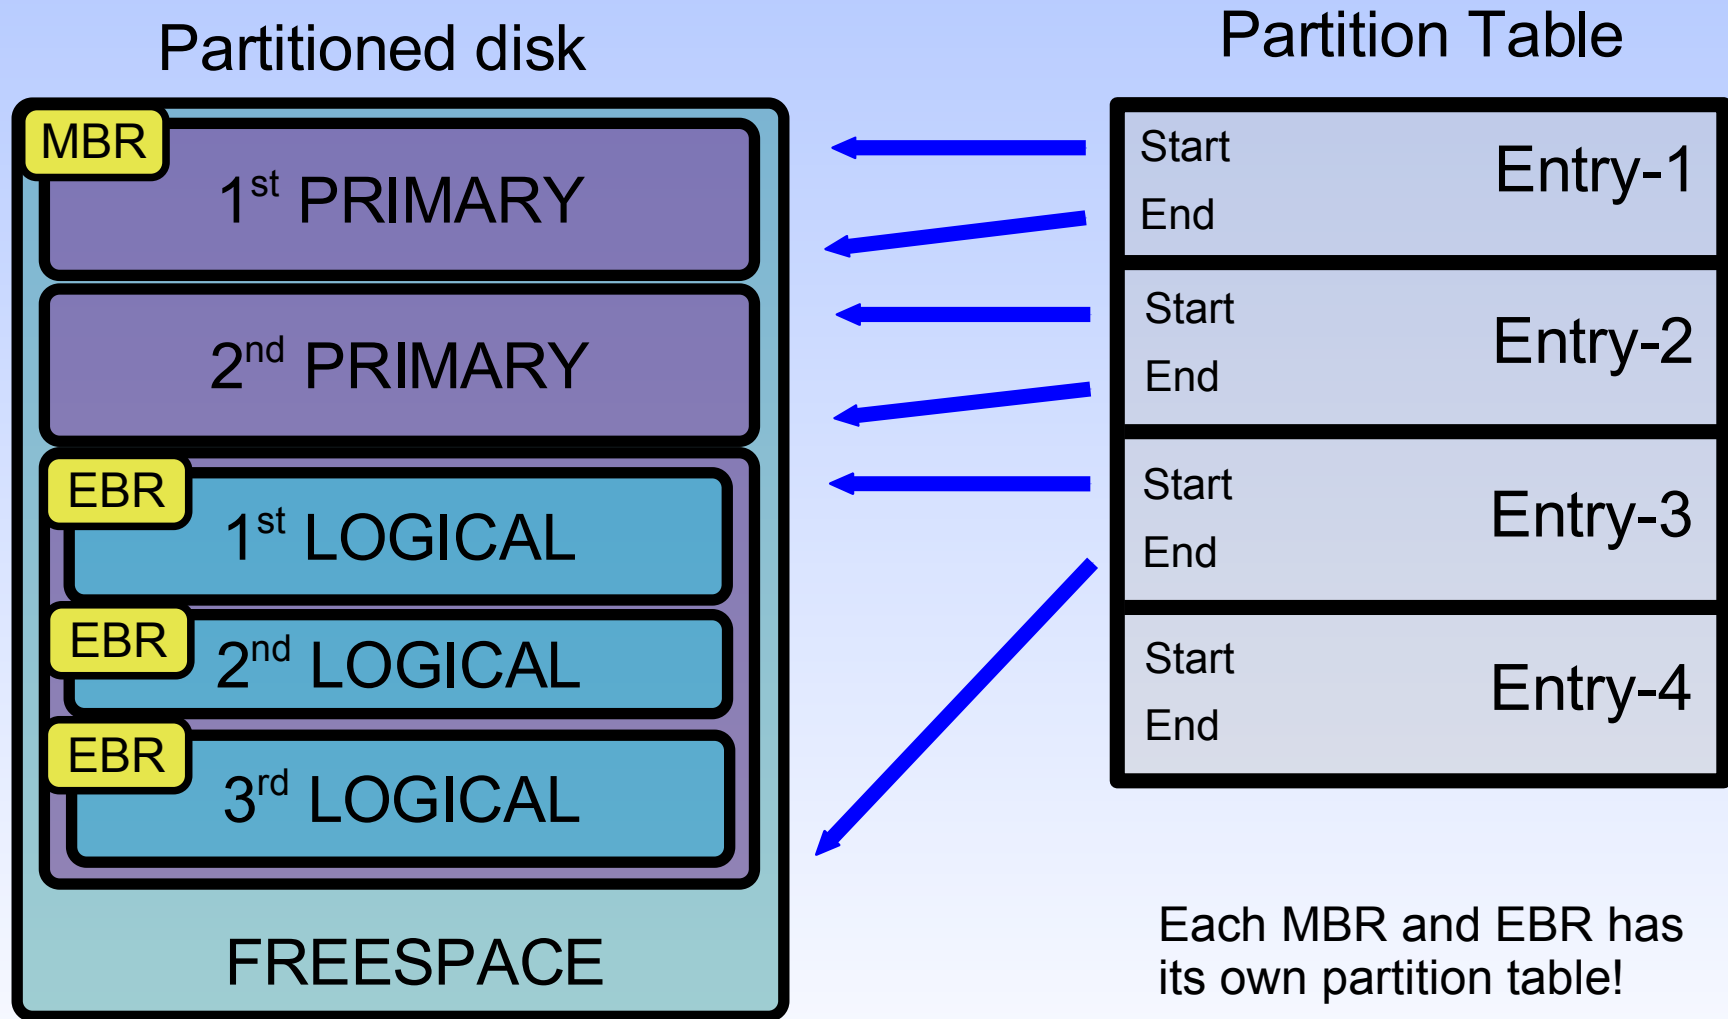 Partitioned disk
MBR
1st PRIMARY
2nd PRIMARY
EBR
1st LOGICAL
EBR
2nd LOGICAL
EBR
3rd LOGICAL
FREESPACE
Partition Table
Start
Entry-1
End
Start
Entry-2
End
Start
Entry-3
End
Start
Entry-4
End
Each MBR and EBR has
its own partition table!